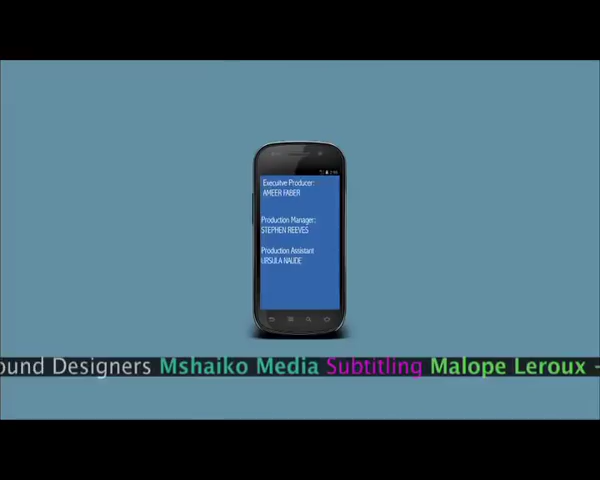 Executive Producer:
AMEER FABER
Production Manager:
STEPHEN REEVES
Production Assistant
URSULA NAUDE
ound Designers Mshaiko Media Subtitling Malope Leroux -